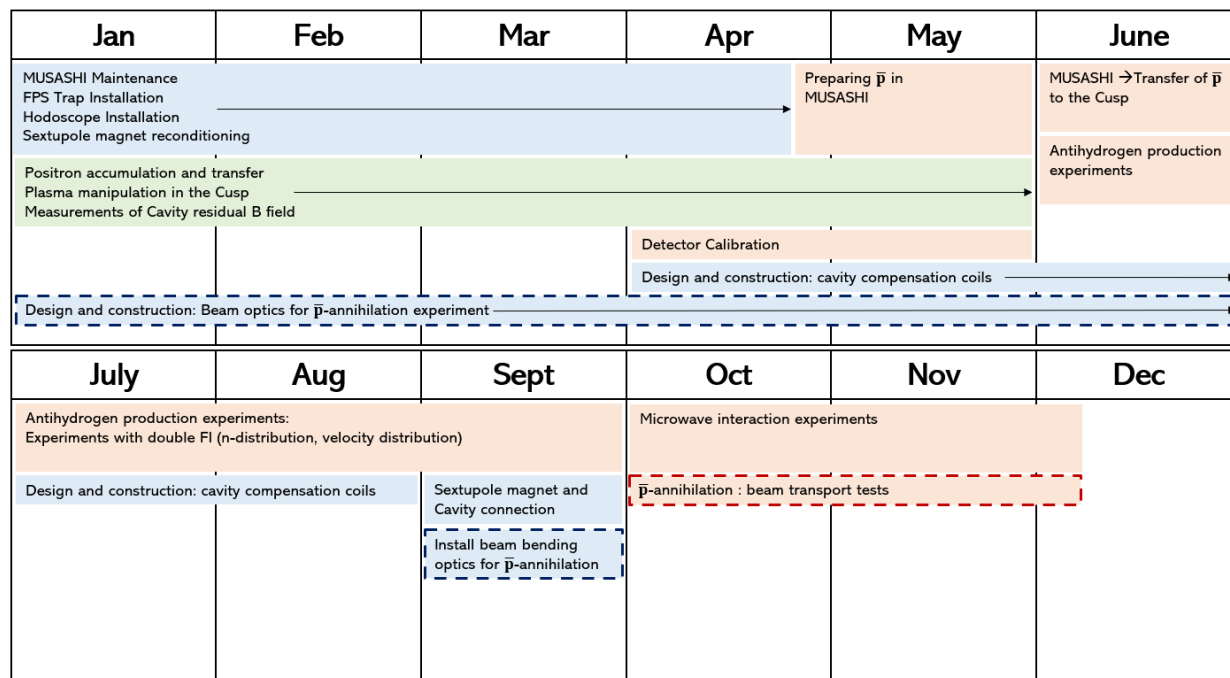 Jan Feb Mar Apr May June
MUSASHI Maintenance
FPS Trap Installation
Hodoscope Installation
Sextupole magnet reconditioning
Preparing p̅ in
MUSASHI
MUSASHI →Transfer of p̅
to the Cusp
Antihydrogen production
experiments
Positron accumulation and transfer
Plasma manipulation in the Cusp
Measurements of Cavity residual B field
Detector Calibration
Design and construction: cavity compensation coils
Design and construction: Beam optics for p̅-annihilation experiment
July Aug Sept Oct Nov Dec
Antihydrogen production experiments:
Experiments with double FI (n-distribution, velocity distribution)
Microwave interaction experiments
Design and construction: cavity compensation coils
Sextupole magnet and
Cavity connection
p̅-annihilation : beam transport tests
Install beam bending
optics for p̅-annihilation